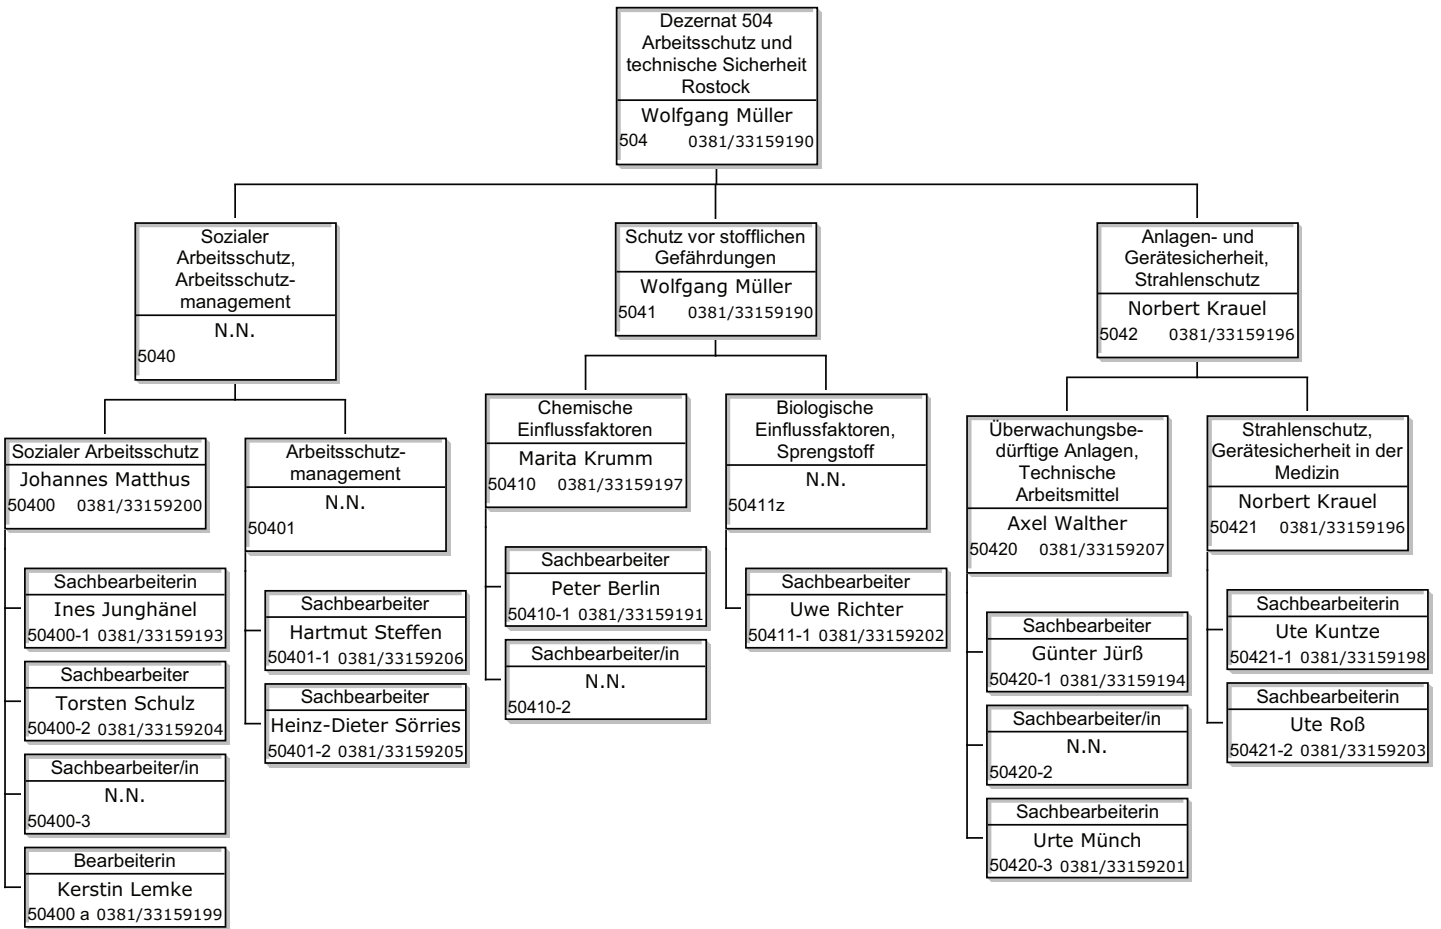 Dezernat 504
Arbeitsschutz und
technische Sicherheit
Rostock
Wolfgang Müller
504 0381/33159190
Sozialer
Arbeitsschutz,
Arbeitsschutz-
management
N.N.
5040
Schutz vor stofflichen
Gefährdungen
Wolfgang Müller
5041 0381/33159190
Anlagen- und
Gerätesicherheit,
Strahlenschutz
Norbert Krauel
5042 0381/33159196
Sozialer Arbeitsschutz
Johannes Matthus
50400 0381/33159200
Sachbearbeiterin
Ines Junghänel
50400-1 0381/33159193
Sachbearbeiter
Torsten Schulz
50400-2 0381/33159204
Sachbearbeiter/in
N.N.
50400-3
Bearbeiterin
Kerstin Lemke
50400 a 0381/33159199
Arbeitsschutz-
management
N.N.
50401
Sachbearbeiter
Hartmut Steffen
50401-1 0381/33159206
Sachbearbeiter
Heinz-Dieter Sörries
50401-2 0381/33159205
Chemische
Einflussfaktoren
Marita Krumm
50410 0381/33159197
Sachbearbeiter
Peter Berlin
50410-1 0381/33159191
Sachbearbeiter/in
N.N.
50410-2
Biologische
Einflussfaktoren,
Sprengstoff
N.N.
50411z
Sachbearbeiter
Uwe Richter
50411-1 0381/33159202
Überwachungsbe-
dürftige Anlagen,
Technische
Arbeitsmittel
Axel Walther
50420 0381/33159207
Sachbearbeiter
Günter Jürß
50420-1 0381/33159194
Sachbearbeiter/in
N.N.
50420-2
Sachbearbeiterin
Urte Münch
50420-3 0381/33159201
Strahlenschutz,
Gerätesicherheit in der
Medizin
Norbert Krauel
50421 0381/33159196
Sachbearbeiterin
Ute Kuntze
50421-1 0381/33159198
Sachbearbeiterin
Ute Roß
50421-2 0381/33159203